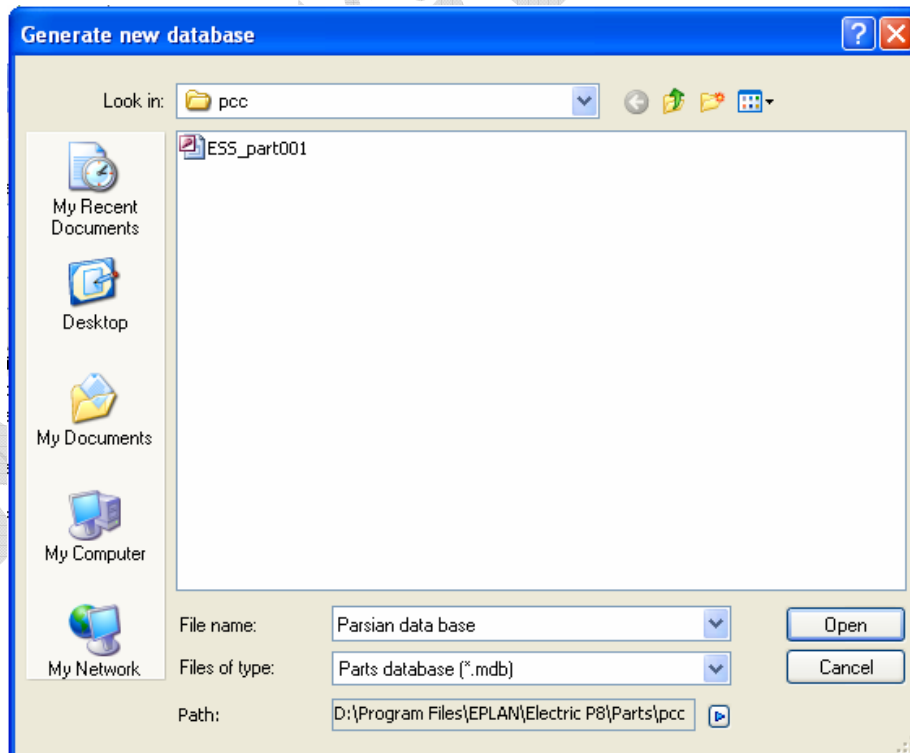 Generate new database
Look in: pcc
ESS_part001
My Recent
Documents
Desktop
My Documents
My Computer
My Network
File name: Parsian data base Open
Files of type: Parts database (*.mdb) Cancel
Path: D:\Program Files\EPLAN\Electric P8\Parts\pcc